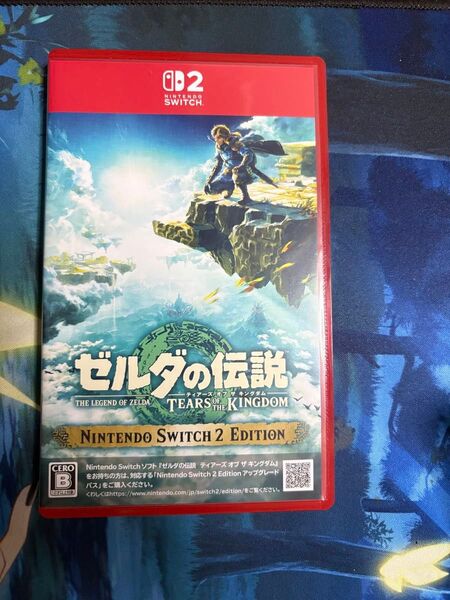 2
NINTENDO
SWITCH
ゼルダの伝説
ティアーズ オブ ザ キングダム
THE LEGEND OF ZELDA
TEARS OF THE KINGDOM
NINTENDO SWITCH 2 EDITION
CERO
B
Nintendo Switch ソフト『ゼルダの伝説 ティアーズ オブ ザ キングダム』
をお持ちの方は、対応する「Nintendo Switch 2 Edition アップグレード
パス」をご購入ください。
くわしくはhttps://www.nintendo.com/jp/switch2/edition/をご覧ください。